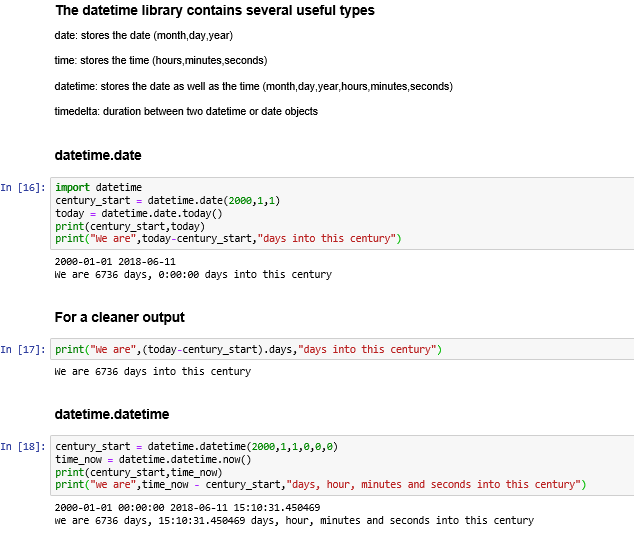 The datetime library contains several useful types
date: stores the date (month,day,year)
time: stores the time (hours,minutes,seconds)
datetime: stores the date as well as the time (month,day,year,hours,minutes,seconds)
timedelta: duration between two datetime or date objects
datetime.date
In [16]: import datetime
century_start = datetime.date(2000,1,1)
today = datetime.date.today()
print(century_start,today)
print("We are",today-century_start,"days into this century")
2000-01-01 2018-06-11
We are 6736 days, 0:00:00 days into this century
For a cleaner output
In [17]: print("We are",(today-century_start).days,"days into this century")
We are 6736 days into this century
datetime.datetime
In [18]: century_start = datetime.datetime(2000,1,1,0,0,0)
time_now = datetime.datetime.now()
print(century_start,time_now)
print("we are",time_now - century_start,"days, hour, minutes and seconds into this century")
2000-01-01 00:00:00 2018-06-11 15:10:31.450469
we are 6736 days, 15:10:31.450469 days, hour, minutes and seconds into this century